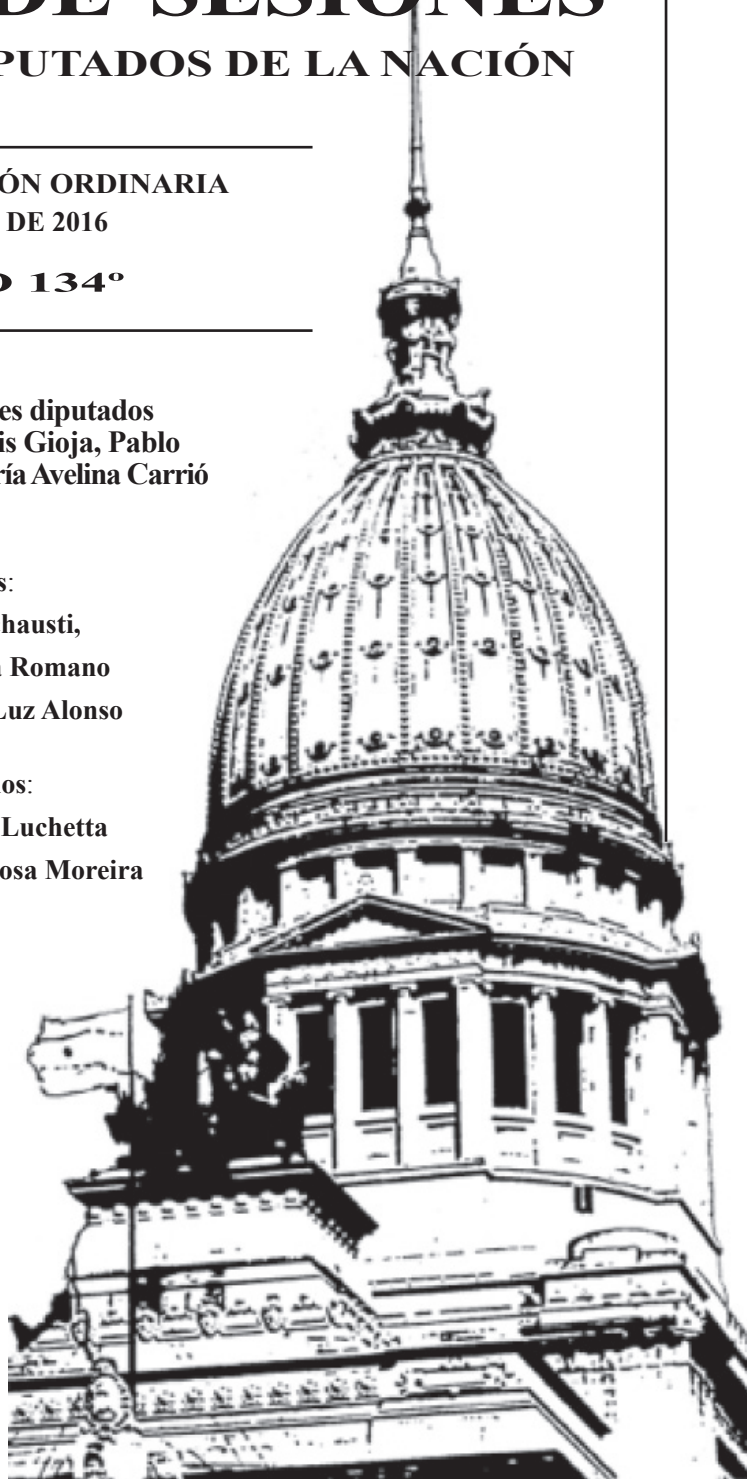 DE SESIONES
PUTADOS DE LA NACIÓN
ÓN ORDINARIA
DE 2016
O 134º
es diputados
is Gioja, Pablo
ría Avelina Carrió
s:
hausti,
a Romano
Luz Alonso
ios:
Luchetta
osa Moreira